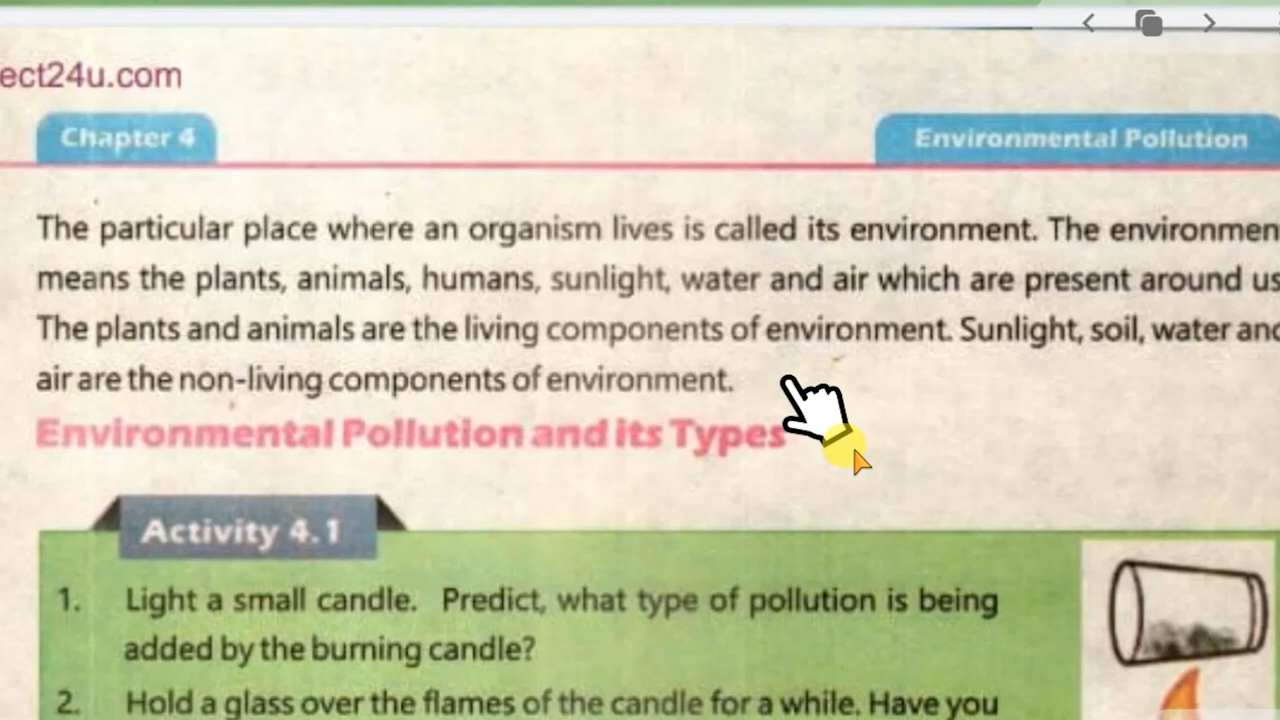 ect24u.com
Chapter 4
Environmental Pollution
The particular place where an organism lives is called its environment. The environmen
means the plants, animals, humans, sunlight, water and air which are present around us
The plants and animals are the living components of environment. Sunlight, soil, water and
air are the non-living components of environment.
Environmental Pollution and its Types
Activity 4.1
1. Light a small candle. Predict, what type of pollution is being
added by the burning candle?
2. Hold a glass over the flames of the candle for a while. Have you